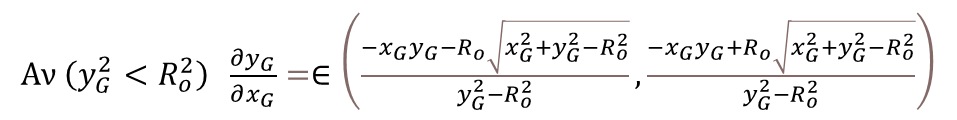 Αν (y_G^2 < R_o^2) ∂y_G/∂x_G =∈ ( (−x_G y_G − R_o √(x_G^2 + y_G^2 − R_o^2)) / (y_G^2 − R_o^2) , (−x_G y_G + R_o √(x_G^2 + y_G^2 − R_o^2)) / (y_G^2 − R_o^2) )